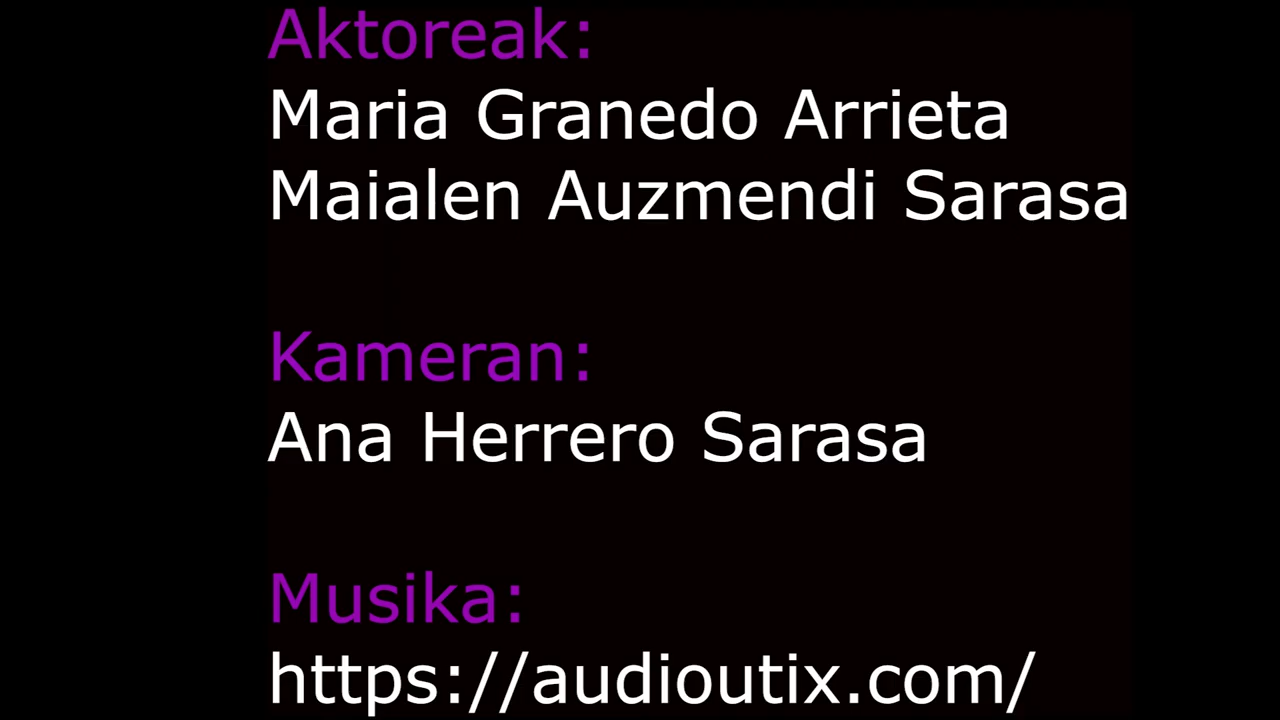 Aktoreak:
Maria Granedo Arrieta
Maialen Auzmendi Sarasa
Kameran:
Ana Herrero Sarasa
Musika:
https://audioutix.com/